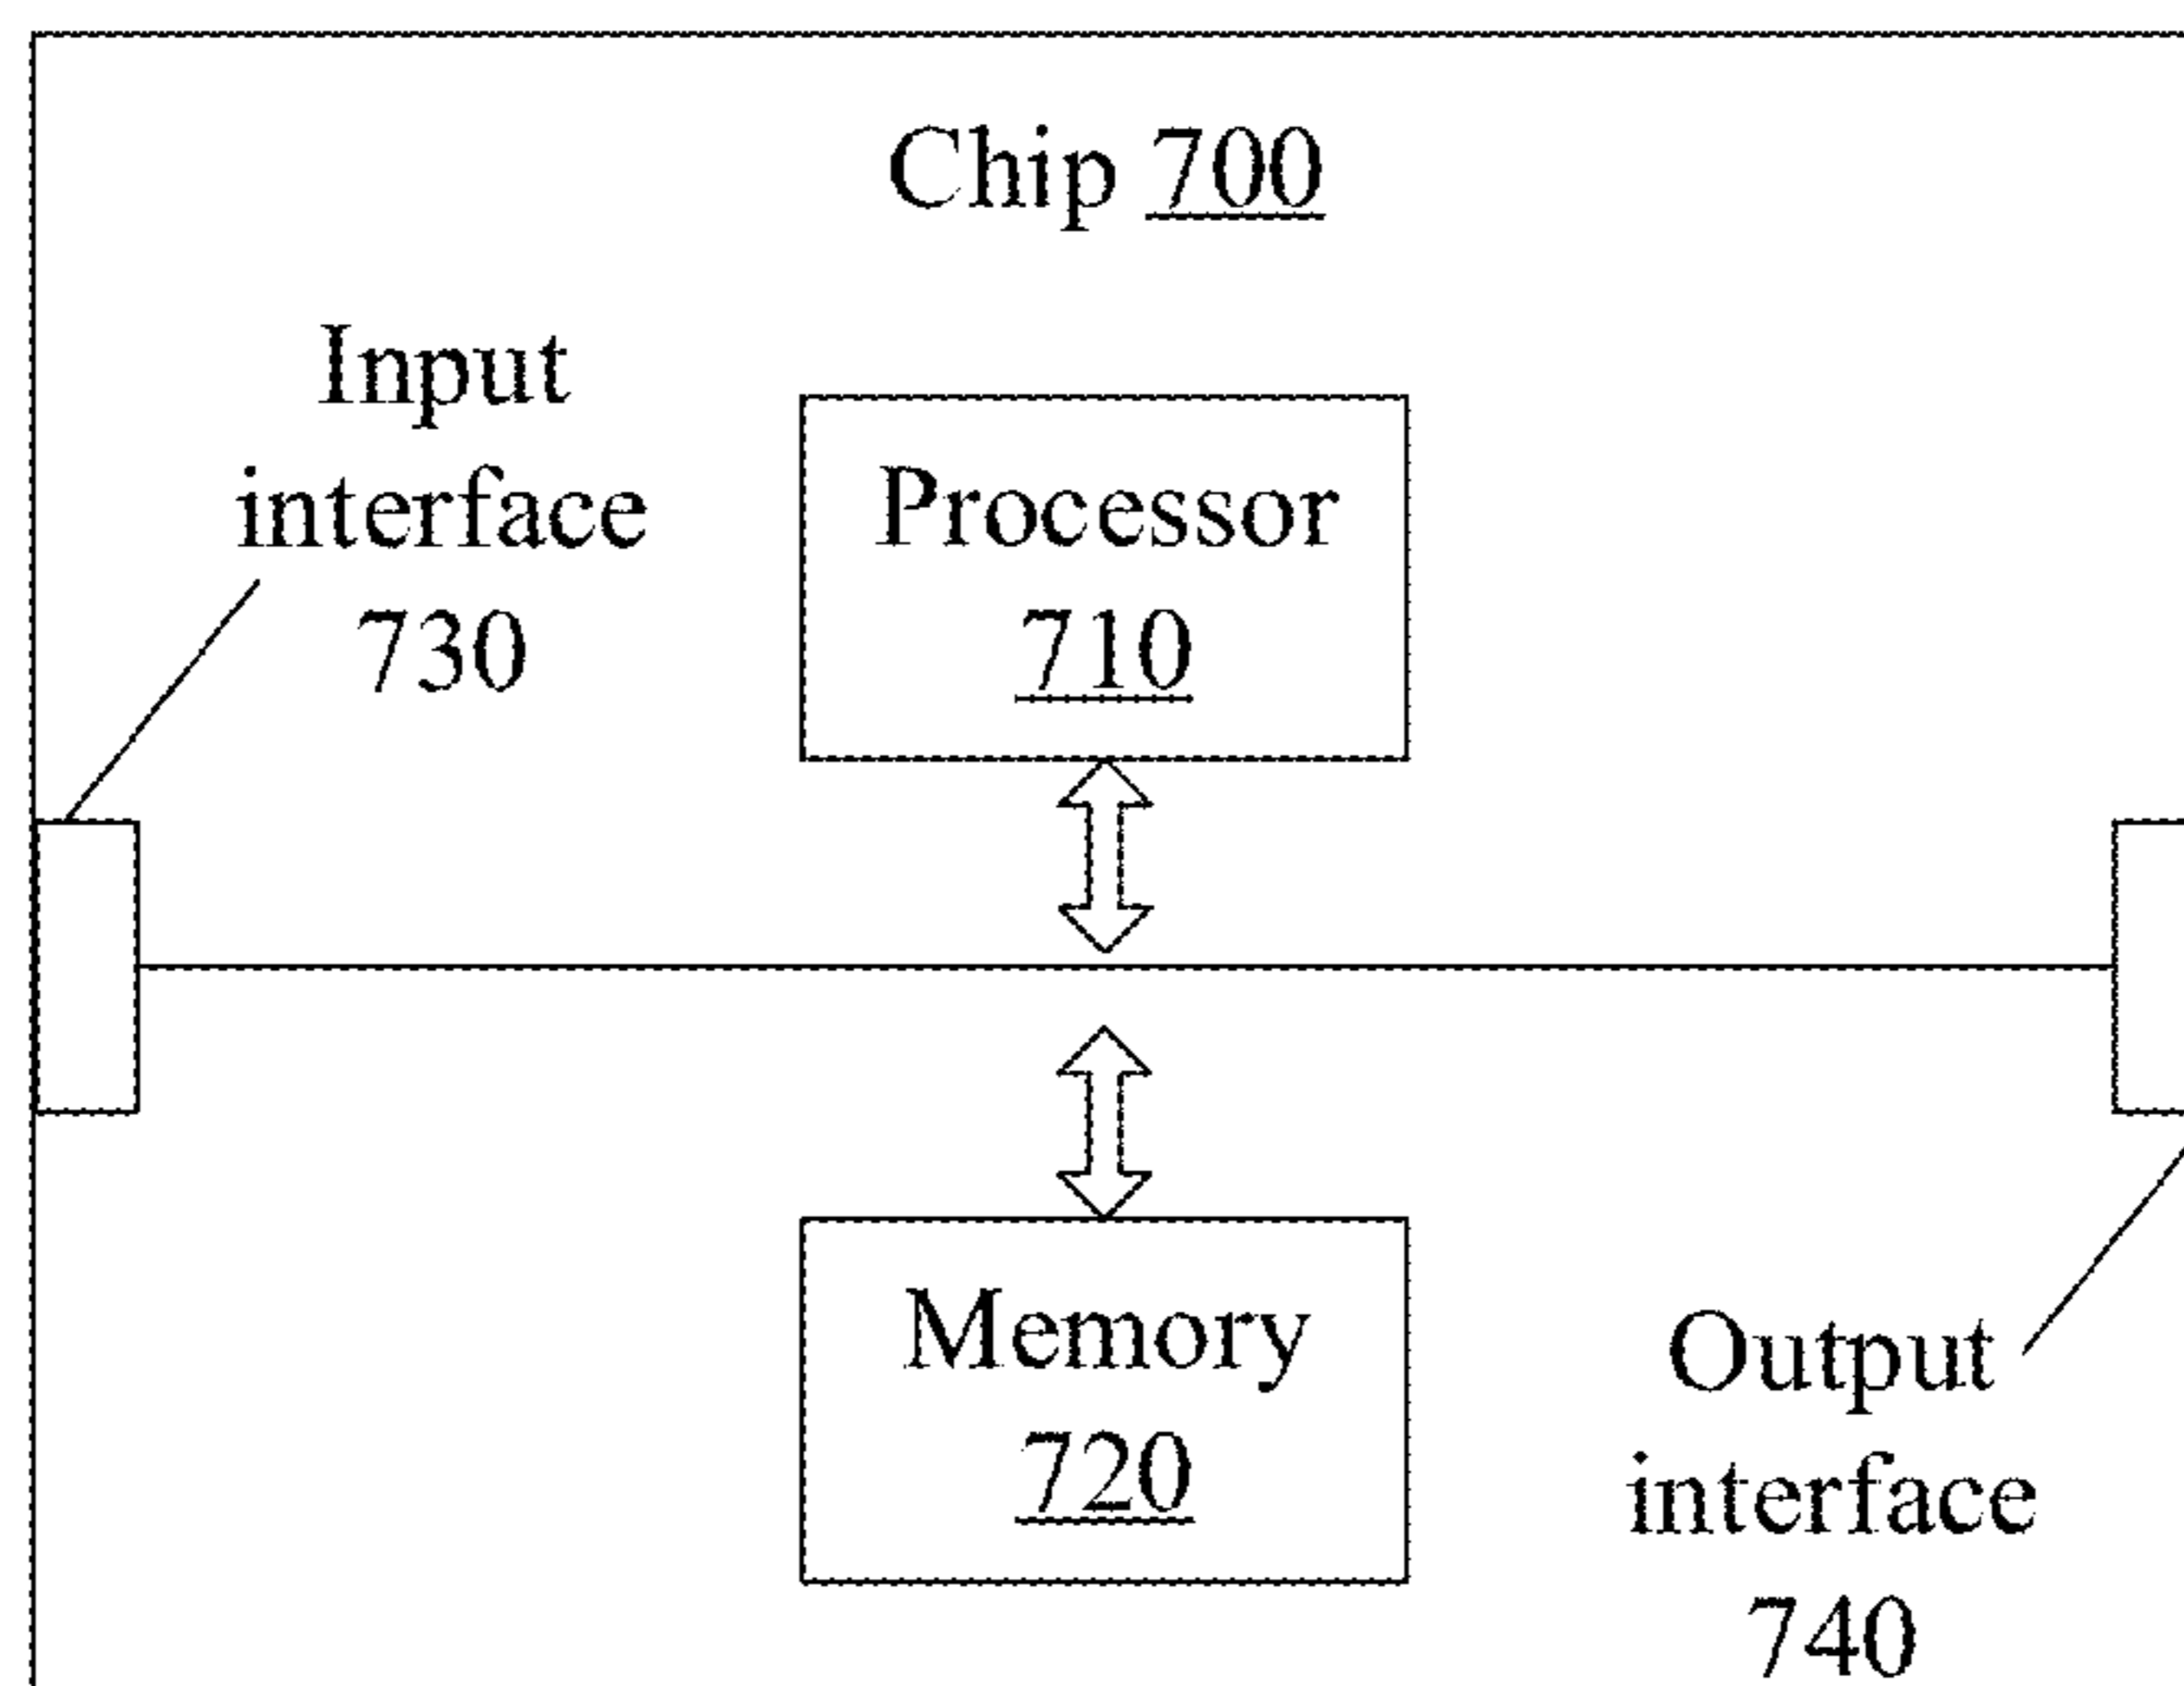 Chip 700
Input
interface
730
Processor
710
Memory
720
Output
interface
740